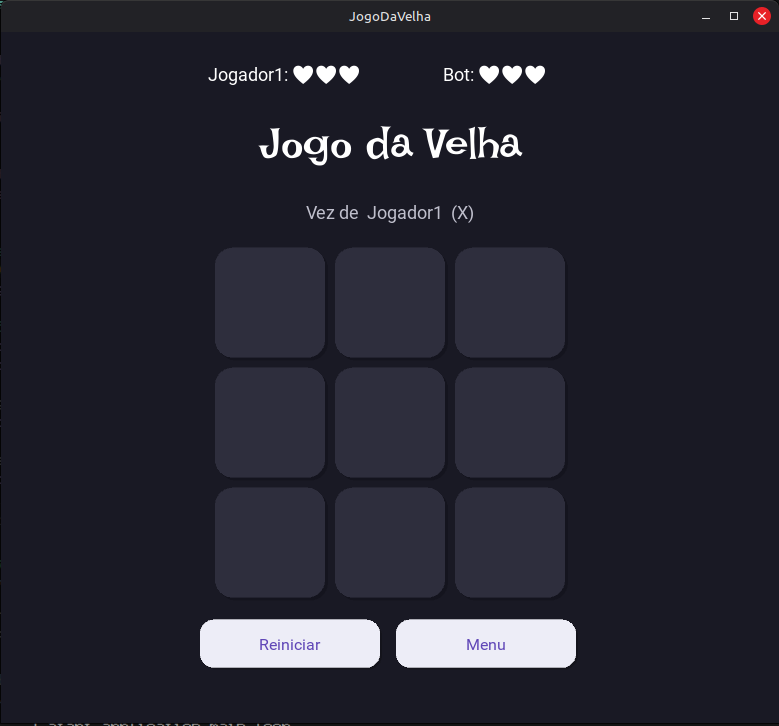 JogoDaVelha
Jogador1: 🤍🤍🤍 Bot: 🤍🤍🤍
Jogo da Velha
Vez de Jogador1 (X)
Reiniciar Menu